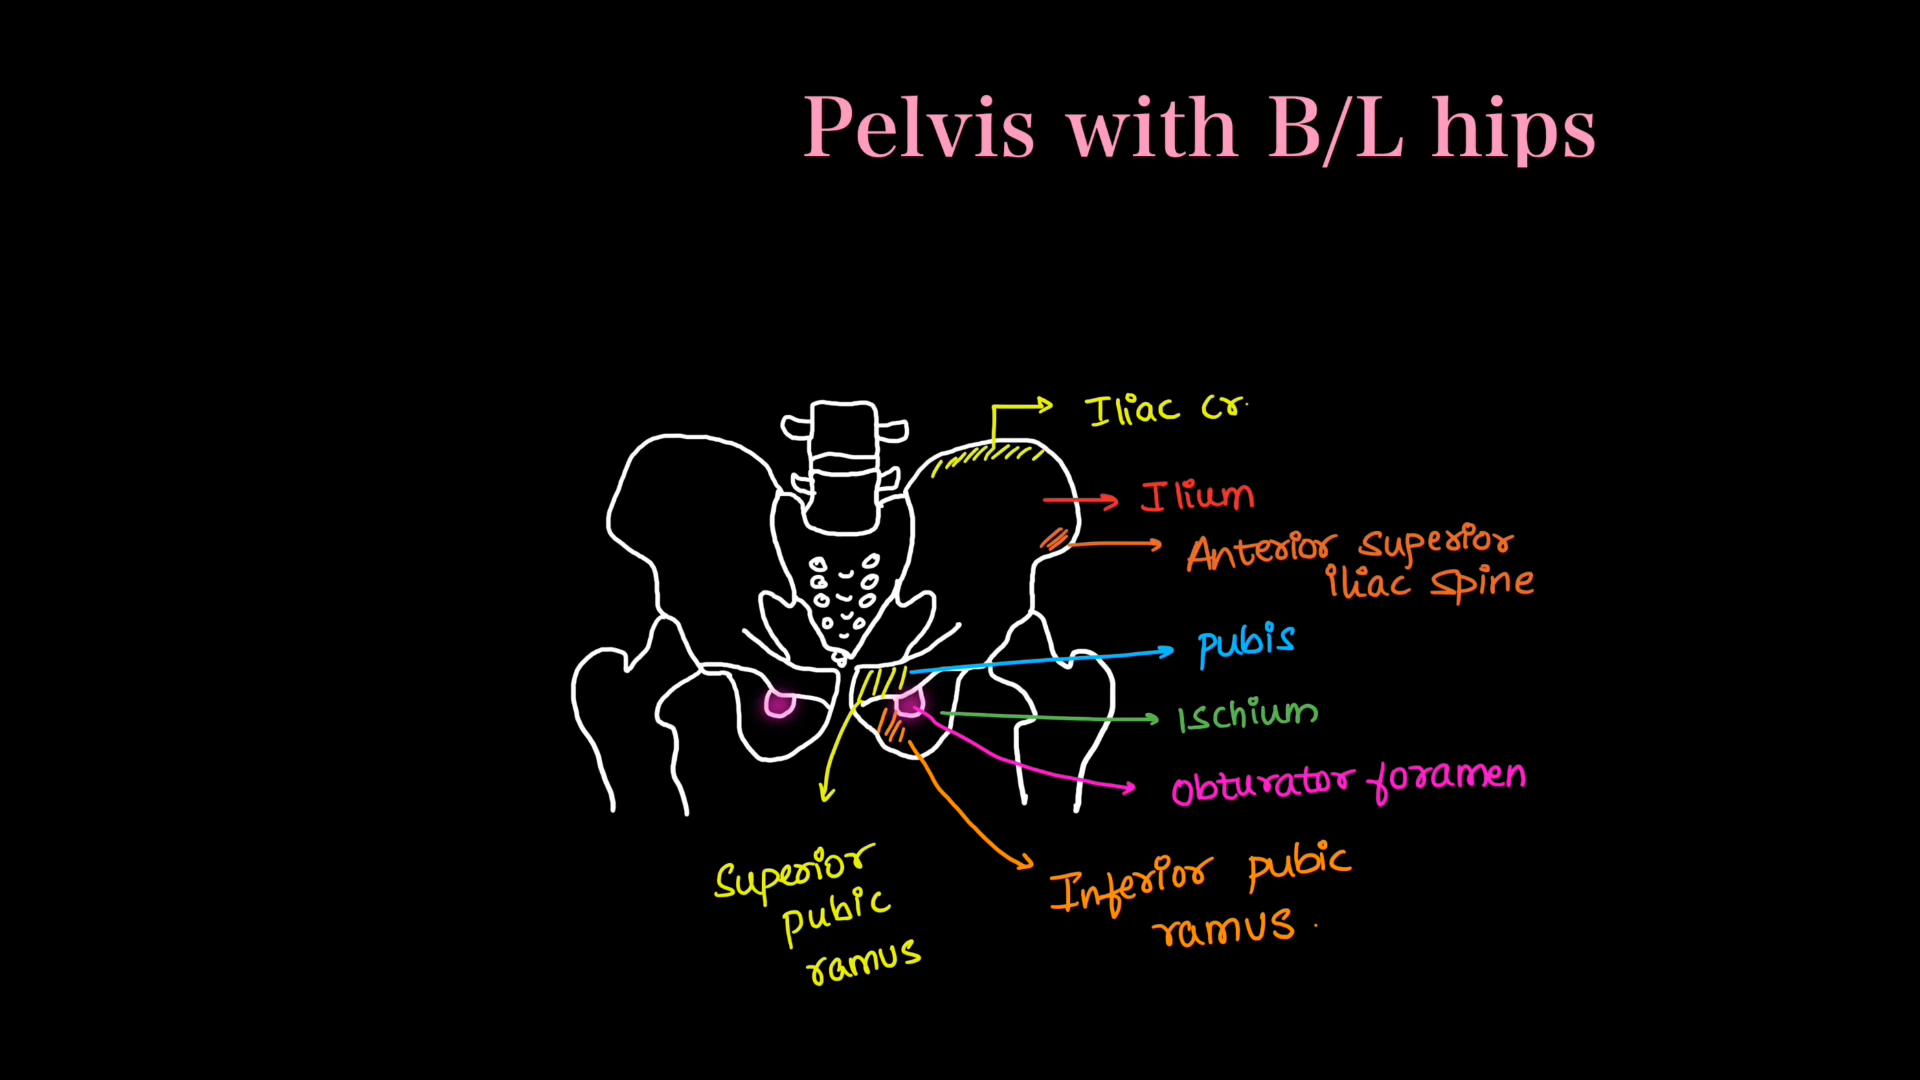 Pelvis with B/L hips
Iliac cr.
Ilium
Anterior superior
iliac spine
pubis
Ischium
Obturator foramen
Superior
pubic
ramus
Inferior pubic
ramus.